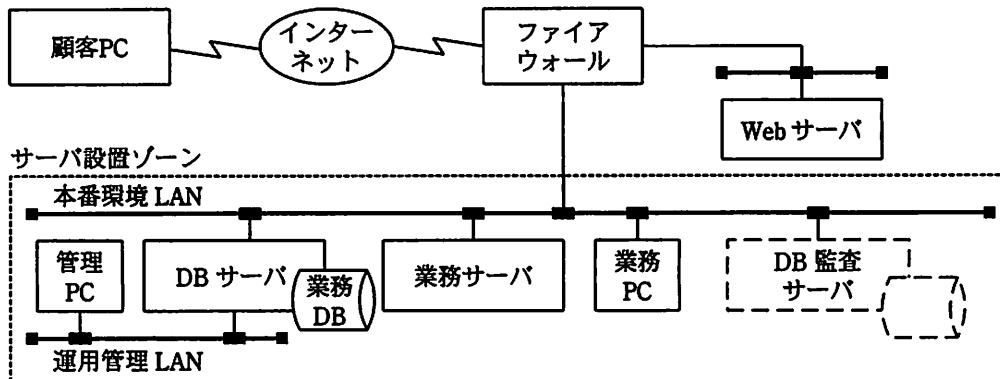 顧客PC
インター
ネット
ファイア
ウォール
Web サーバ
サーバ設置ゾーン
本番環境 LAN
管理
PC
DB サーバ
業務
DB
業務サーバ
業務
PC
DB 監査
サーバ
運用管理 LAN